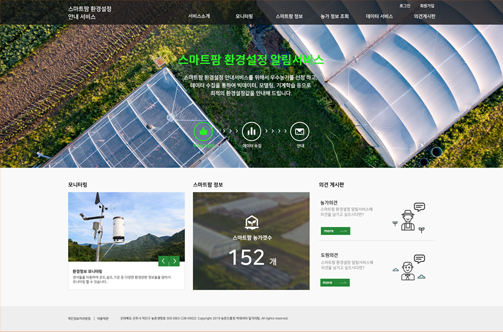 로그인 회원가입
스마트팜 환경설정
안내 서비스
서비스소개 모니터링 스마트팜 정보 농가 정보 조회 데이터 서비스 의견게시판
스마트팜 환경설정 알림서비스
스마트팜 환경설정 안내서비스를 위해서 우수농가를 선정 하고,
데이터 수집을 통하여 빅데이터, 모델링, 기계학습 등으로
최적의 환경설정값을 안내해 드립니다.
데이터 수집 안내
모니터링 스마트팜 정보 의견 게시판
농가의견
스마트팜 환경설정 알림서비스에
의견을 남기고 싶으시다면?
more
스마트팜 농가갯수
152 개
도원의견
스마트팜 환경설정 알림서비스에
의견을 남기고 싶으시다면?
more
환경정보 모니터링
개인정보처리방침 | 이용약관